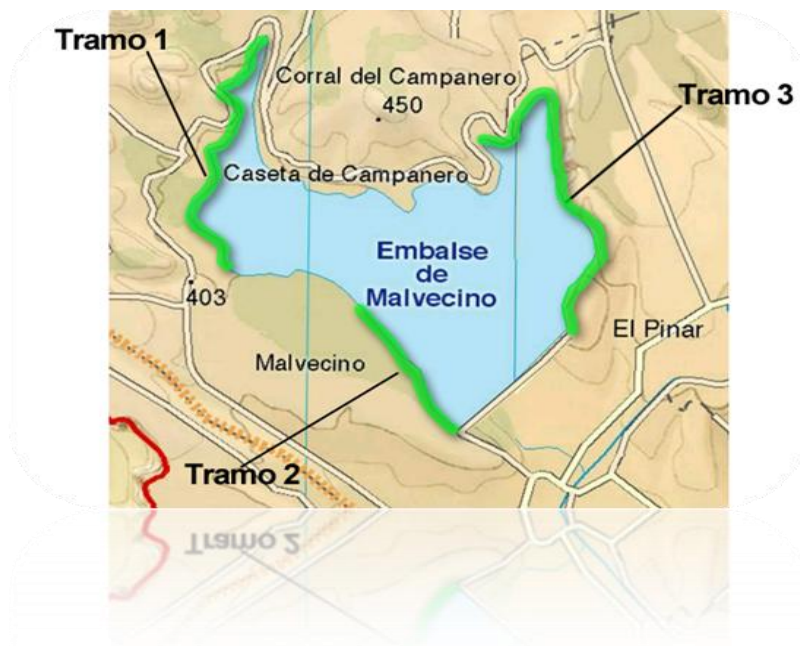 Tramo 1
Corral del Campanero
450
Tramo 3
Caseta de Campanero
Embalse
de
Malvecino
403
El Pinar
Malvecino
Tramo 2
Tramo 2